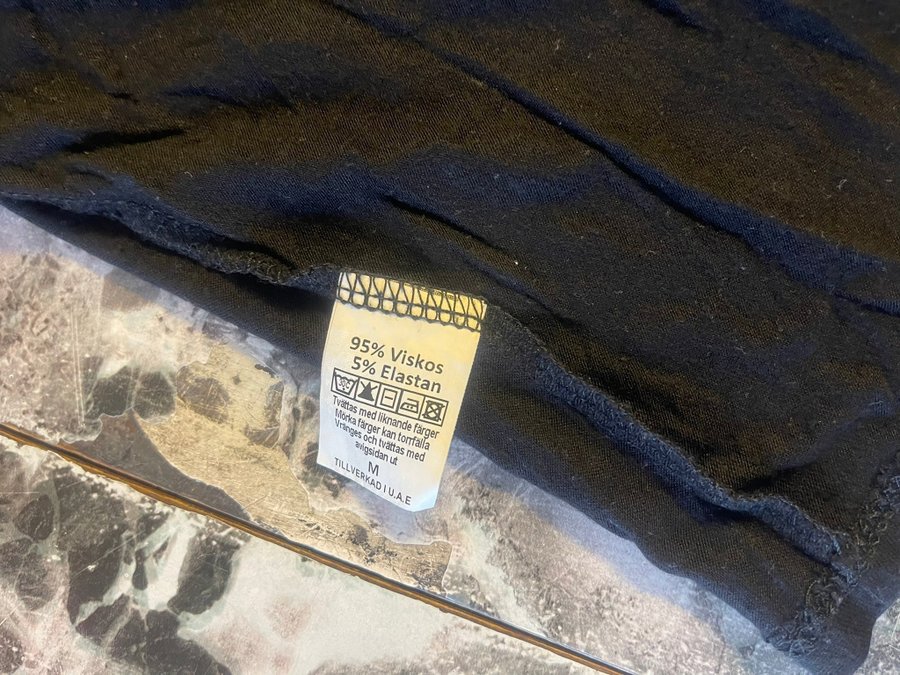 95% Viskos
5% Elastan
Tvättas med liknande färger
Mörka färger kan torrfälla
Vränges och tvättas med
avigsidan ut
M
TILLVERKAD I U.A.E